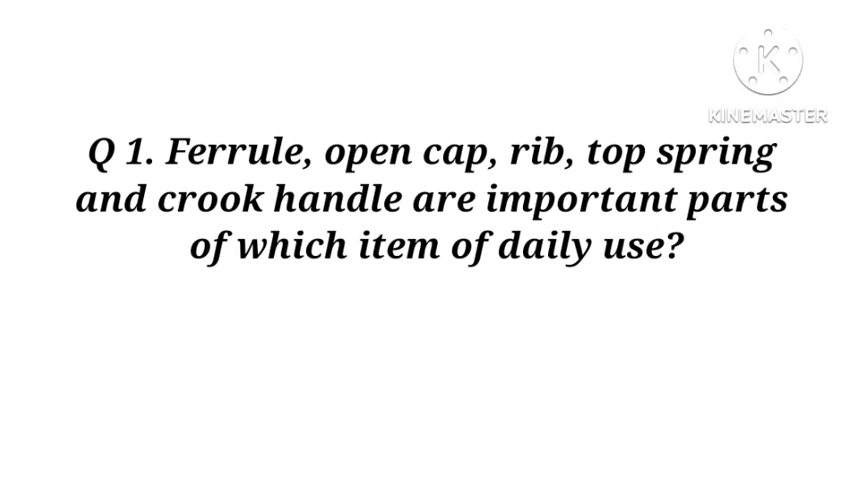 KINEMASTER
Q 1. Ferrule, open cap, rib, top spring
and crook handle are important parts
of which item of daily use?